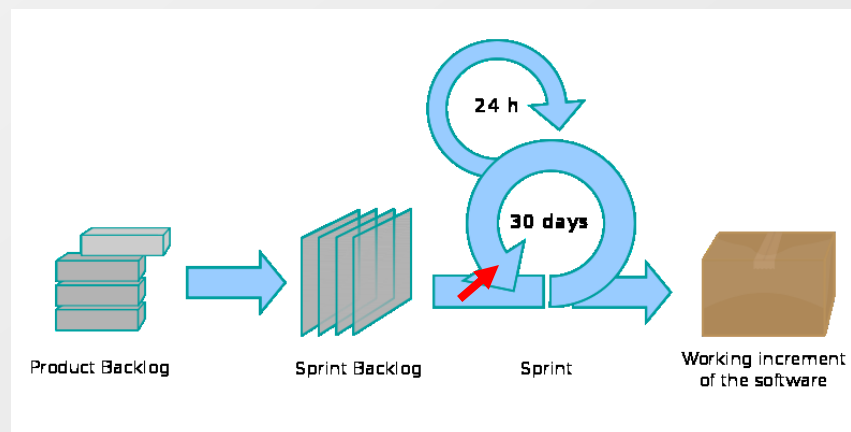 24 h
30 days
Product Backlog
Sprint Backlog
Sprint
Working increment
of the software